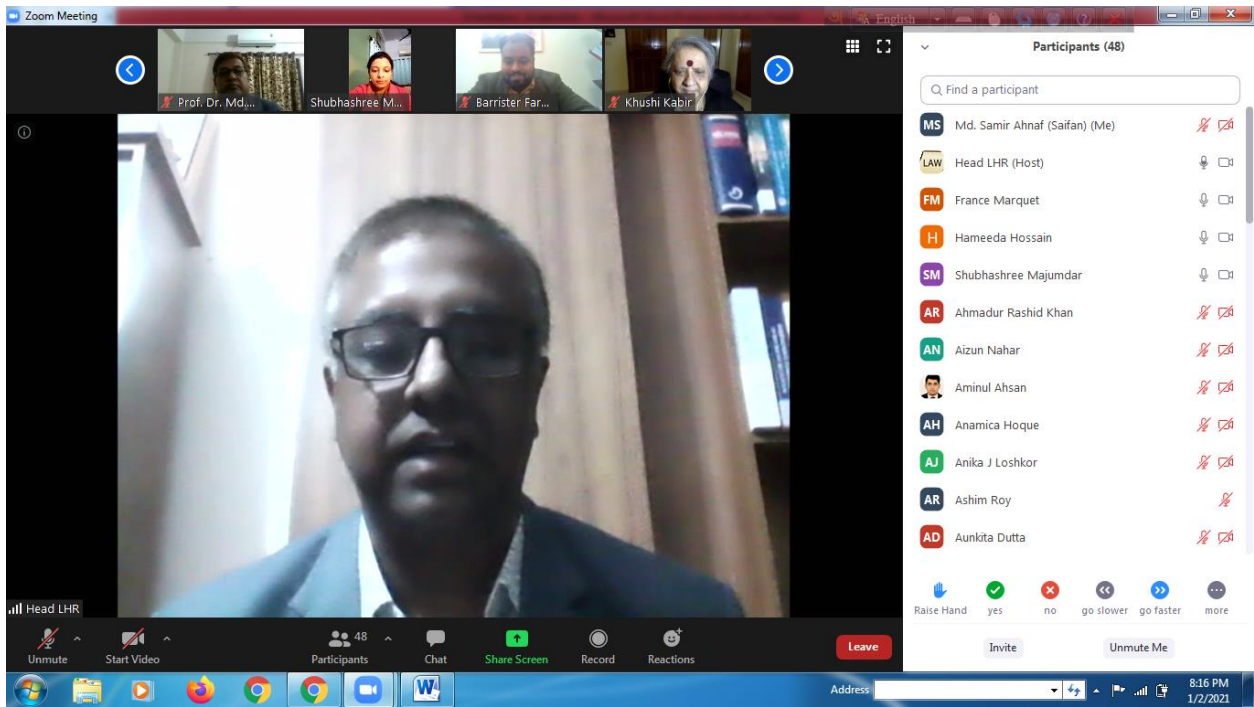 Zoom Meeting
English
Prof. Dr. Md....
Shubhashree M...
Barrister Far...
Khushi Kabir
Head LHR
Participants (48)
Find a participant
MS Md. Samir Ahnaf (Saifan) (Me)
LAW Head LHR (Host)
FM France Marquet
H Hameeda Hossain
SM Shubhashree Majumdar
AR Ahmadur Rashid Khan
AN Aizun Nahar
Aminul Ahsan
AH Anamica Hoque
AJ Anika J Loshkor
AR Ashim Roy
AD Aunkita Dutta
Raise Hand yes no go slower go faster more
Invite Unmute Me
Unmute Start Video Participants 48 Chat Share Screen Record Reactions Leave
W Address 8:16 PM
1/2/2021